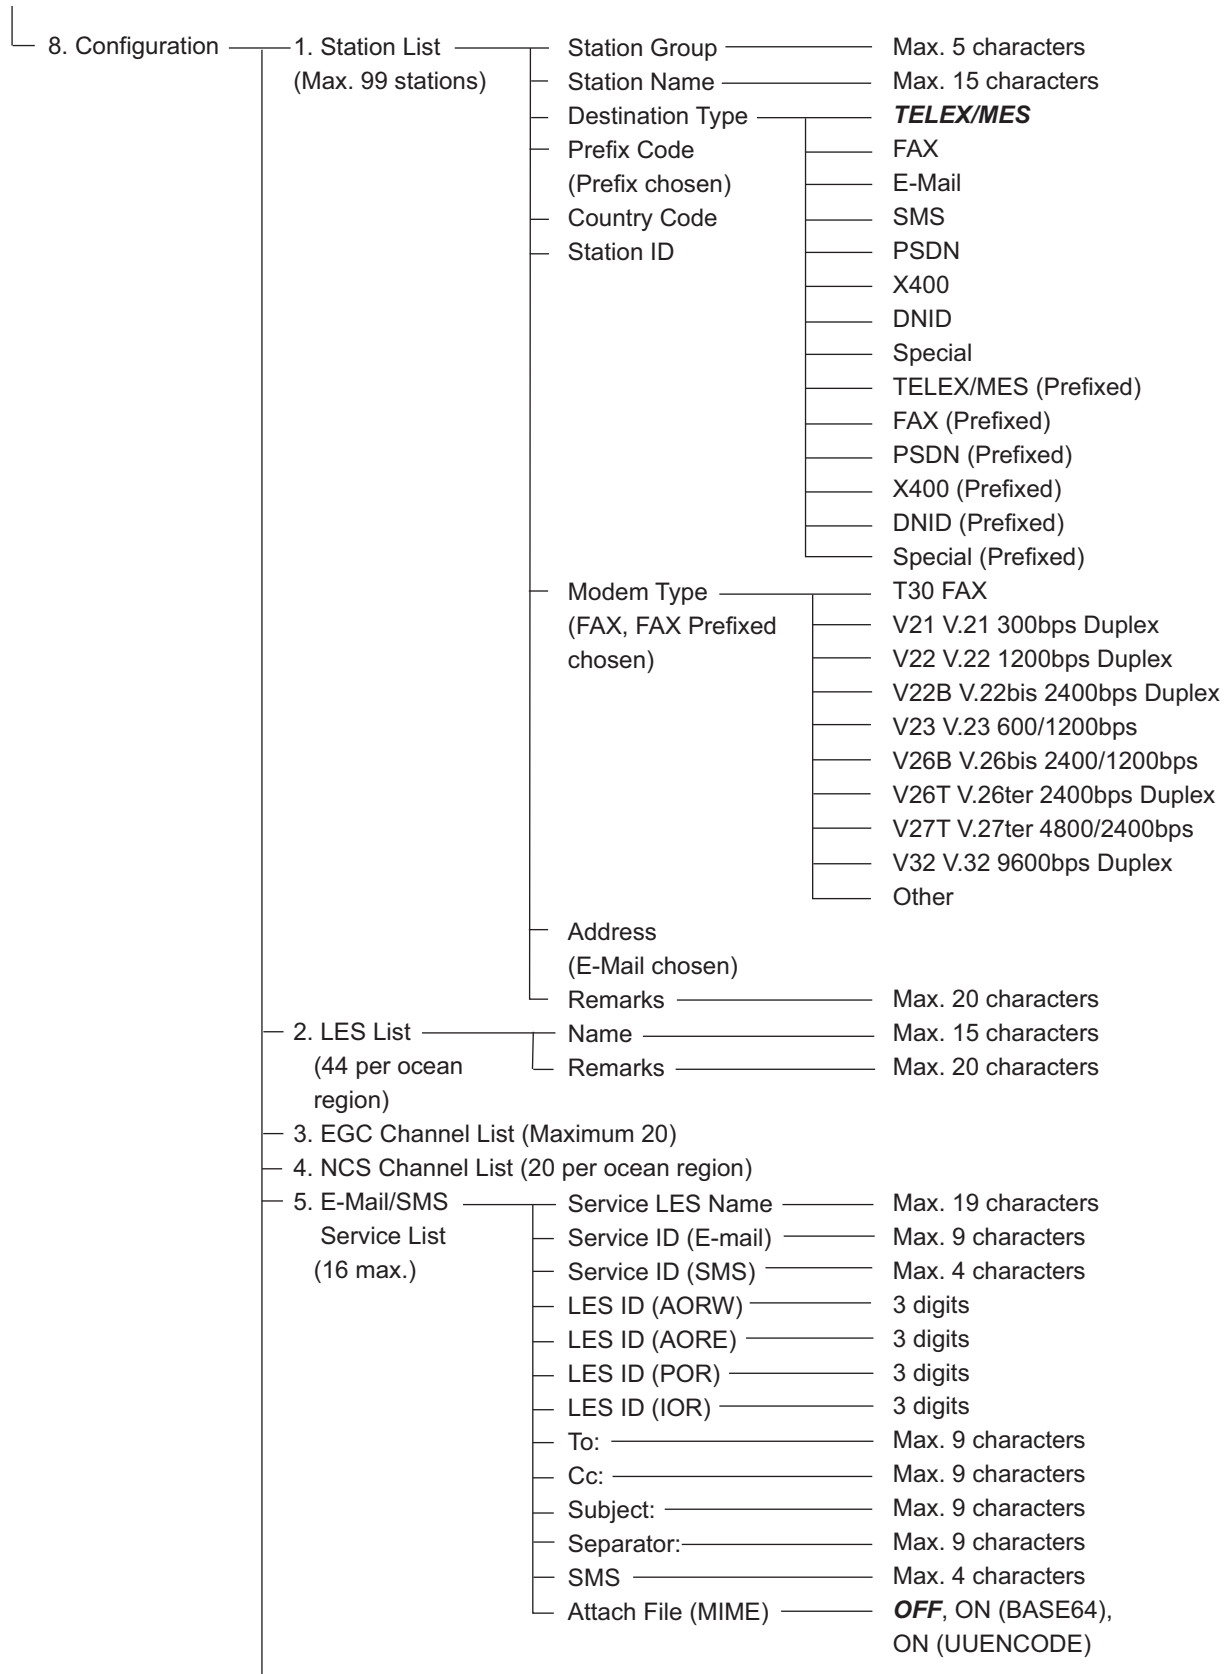 8. Configuration 1. Station List Station Group Max. 5 characters
(Max. 99 stations) Station Name Max. 15 characters
Destination Type TELEX/MES
Prefix Code FAX
(Prefix chosen) E-Mail
Country Code SMS
Station ID PSDN
X400
DNID
Special
TELEX/MES (Prefixed)
FAX (Prefixed)
PSDN (Prefixed)
X400 (Prefixed)
DNID (Prefixed)
Special (Prefixed)
Modem Type T30 FAX
(FAX, FAX Prefixed V21 V.21 300bps Duplex
chosen) V22 V.22 1200bps Duplex
V22B V.22bis 2400bps Duplex
V23 V.23 600/1200bps
V26B V.26bis 2400/1200bps
V26T V.26ter 2400bps Duplex
V27T V.27ter 4800/2400bps
V32 V.32 9600bps Duplex
Other
Address
(E-Mail chosen)
Remarks Max. 20 characters
2. LES List Name Max. 15 characters
(44 per ocean Remarks Max. 20 characters
region)
3. EGC Channel List (Maximum 20)
4. NCS Channel List (20 per ocean region)
5. E-Mail/SMS Service LES Name Max. 19 characters
Service List Service ID (E-mail) Max. 9 characters
(16 max.) Service ID (SMS) Max. 4 characters
LES ID (AORW) 3 digits
LES ID (AORE) 3 digits
LES ID (POR) 3 digits
LES ID (IOR) 3 digits
To: Max. 9 characters
Cc: Max. 9 characters
Subject: Max. 9 characters
Separator: Max. 9 characters
SMS Max. 4 characters
Attach File (MIME) OFF, ON (BASE64),
ON (UUENCODE)